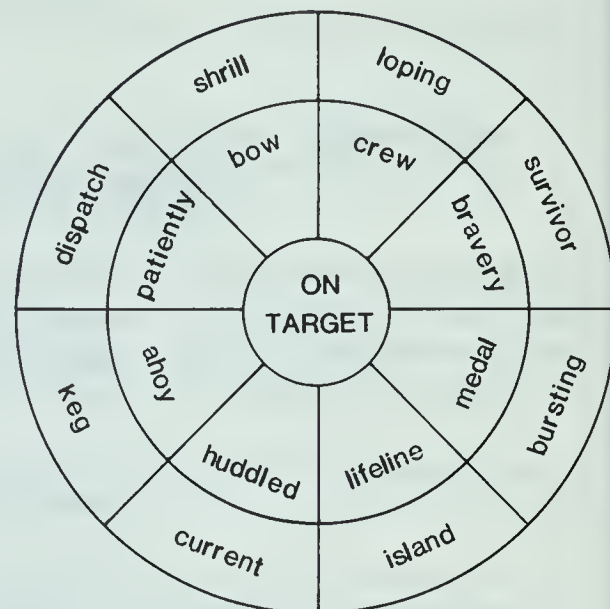 shrill
loping
dispatch
bow
crew
survivor
patiently
bravery
ON
TARGET
keg
ahoy
medal
bursting
huddled
lifeline
current
island